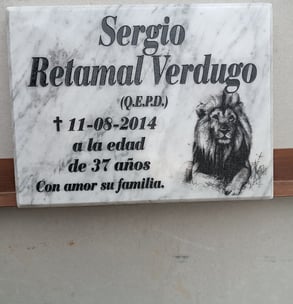 Sergio
Retamal Verdugo
(Q.E.P.D.)
✝ 11-08-2014
a la edad
de 37 años
Con amor su familia.